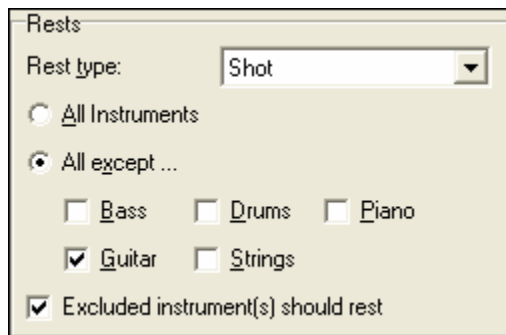 Rests
Rest type: Shot
All Instruments
All except ...
Bass Drums Piano
Guitar Strings
Excluded instrument(s) should rest